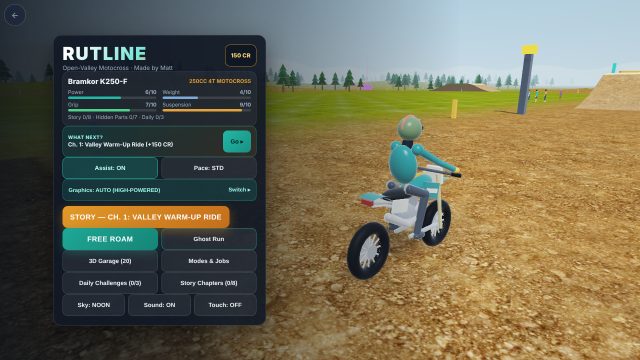 RUTLINE
150 CR
Open-Valley Motocross · Made by Matt
Bramkor K250-F
250CC 4T MOTOCROSS
Power 6/10
Weight 4/10
Grip 7/10
Suspension 9/10
Story 0/8 · Hidden Parts 0/7 · Daily 0/3
WHAT NEXT?
Ch. 1: Valley Warm-Up Ride (+150 CR)
Go ▸
Assist: ON
Pace: STD
Graphics: AUTO (HIGH-POWERED)
Switch ▸
STORY — CH. 1: VALLEY WARM-UP RIDE
FREE ROAM
Ghost Run
3D Garage (20)
Modes & Jobs
Daily Challenges (0/3)
Story Chapters (0/8)
Sky: NOON
Sound: ON
Touch: OFF